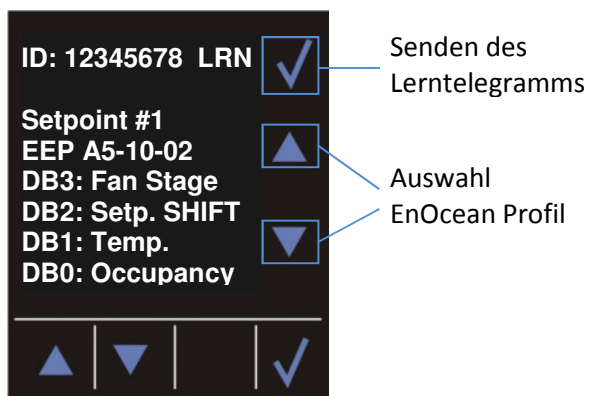 ID: 12345678 LRN
Setpoint #1
EEP A5-10-02
DB3: Fan Stage
DB2: Setp. SHIFT
DB1: Temp.
DB0: Occupancy
Senden des
Lerntelegramms
Auswahl
EnOcean Profil